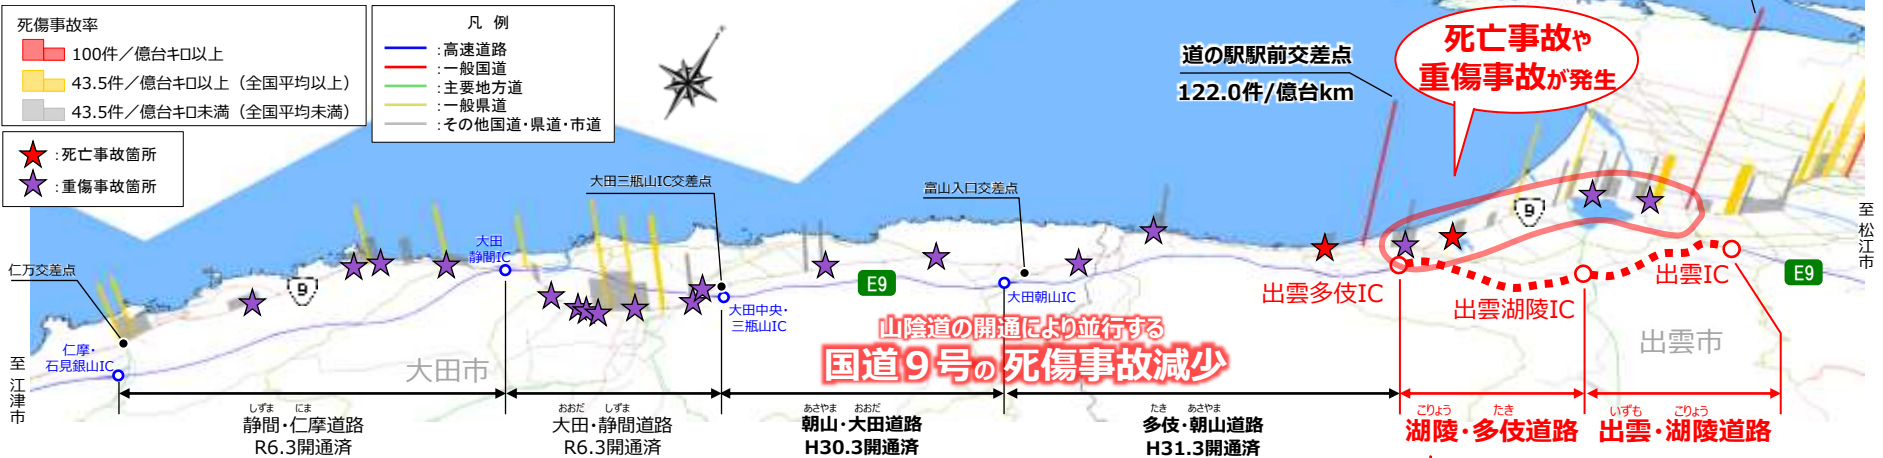 死傷事故率
100件／億台キロ以上
43.5件／億台キロ以上（全国平均以上）
43.5件／億台キロ未満（全国平均未満）
凡 例
：高速道路
：一般国道
：主要地方道
：一般県道
：その他国道・県道・市道
：死亡事故箇所
：重傷事故箇所
道の駅駅前交差点
122.0件/億台km
死亡事故や
重傷事故が発生
大田三瓶山IC交差点
富山入口交差点
仁万交差点
大田
静間IC
9
9
E9
E9
至 松江市
至 江津市
仁摩・
石見銀山IC
大田中央・
三瓶山IC
大田朝山IC
出雲多伎IC
出雲湖陵IC
出雲IC
大田市
出雲市
山陰道の開通により並行する
国道９号の死傷事故減少
しずま にま
静間・仁摩道路
R6.3開通済
おおだ しずま
大田・静間道路
R6.3開通済
あさやま おおだ
朝山・大田道路
H30.3開通済
たき あさやま
多伎・朝山道路
H31.3開通済
こりょう たき
湖陵・多伎道路
いずも こりょう
出雲・湖陵道路